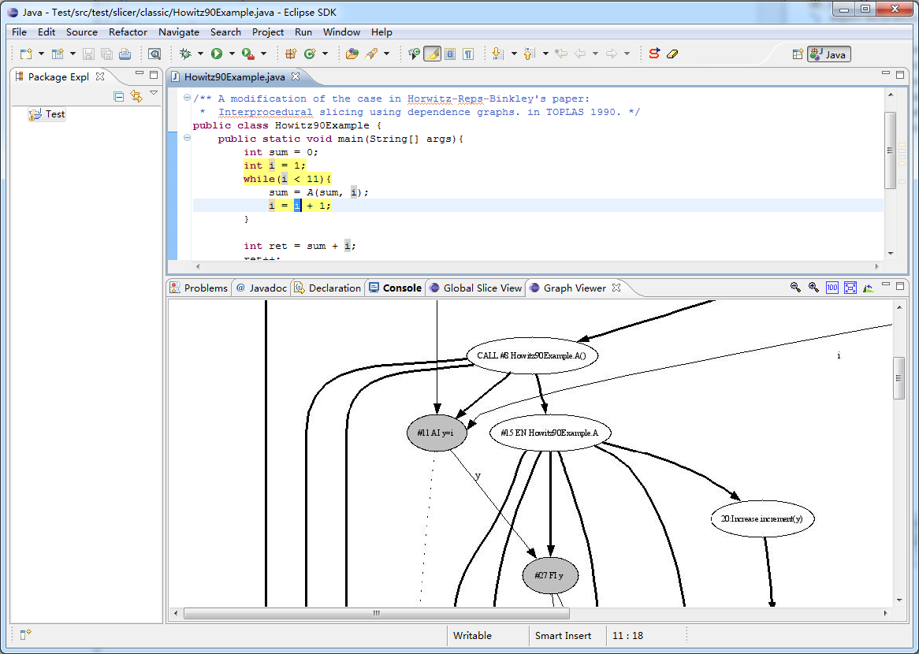 Java - Test/src/test/slicer/classic/Howitz90Example.java - Eclipse SDK
File Edit Source Refactor Navigate Search Project Run Window Help
Java
Package Expl
Howitz90Example.java
Test
/** A modification of the case in Horwitz-Reps-Binkley's paper:
* Interprocedural slicing using dependence graphs. in TOPLAS 1990. */
public class Howitz90Example {
public static void main(String[] args){
int sum = 0;
int i = 1;
while(i < 11){
sum = A(sum, i);
i = i + 1;
}
int ret = sum + i;
ret++;
Problems @ Javadoc Declaration Console Global Slice View Graph Viewer
100
CALL #8 Howitz90Example.A()
i
#11 AI y=i
#15 EN Howitz90Example.A
y
20:Increase.increment(y)
#27 FI y
Writable Smart Insert 11 : 18